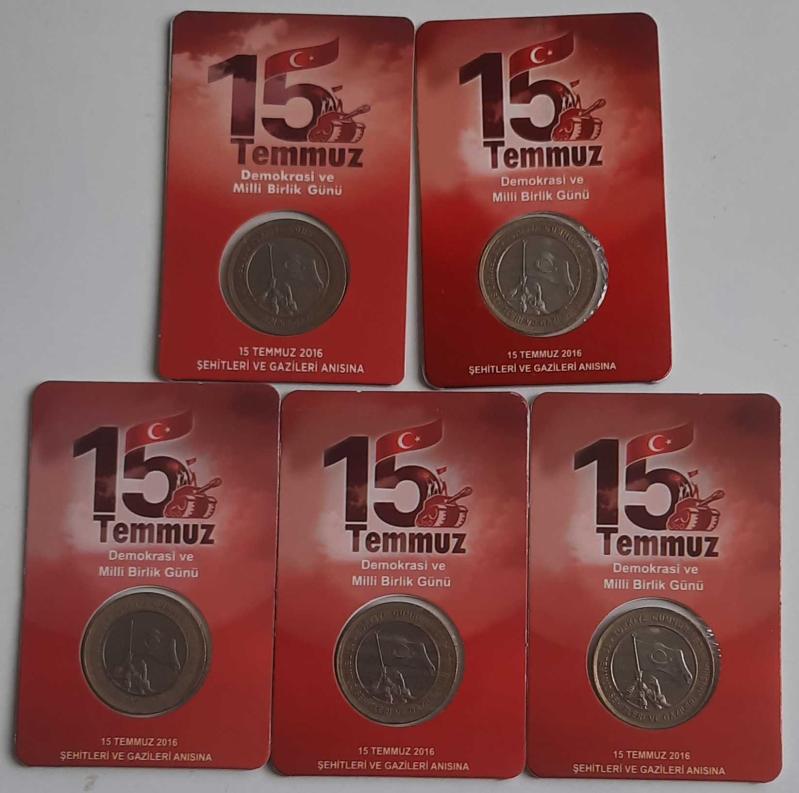 15
Temmuz
Demokrasi ve
Milli Birlik Günü
15 TEMMUZ 2016
ŞEHİTLERİ VE GAZİLERİ ANISINA
15
Temmuz
Demokrasi ve
Milli Birlik Günü
15 TEMMUZ 2016
ŞEHİTLERİ VE GAZİLERİ ANISINA
15
Temmuz
Demokrasi ve
Milli Birlik Günü
15 TEMMUZ 2016
ŞEHİTLERİ VE GAZİLERİ ANISINA
15
Temmuz
Demokrasi ve
Milli Birlik Günü
15 TEMMUZ 2016
ŞEHİTLERİ VE GAZİLERİ ANISINA
15
Temmuz
Demokrasi ve
Milli Birlik Günü
15 TEMMUZ 2016
ŞEHİTLERİ VE GAZİLERİ ANISINA